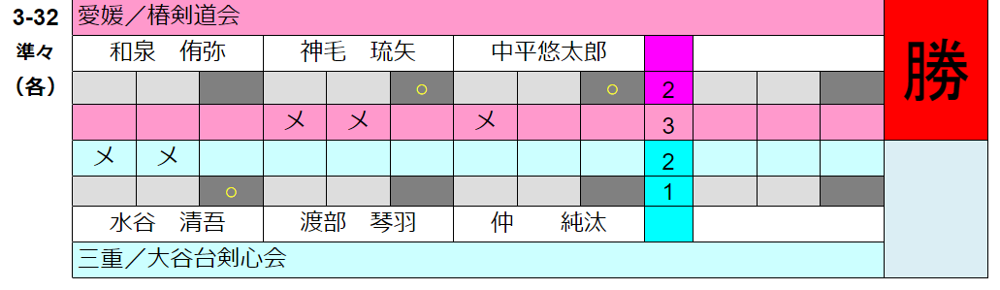 3-32 愛媛／椿剣道会
準々 和泉　侑弥 神毛　琉矢 中平悠太郎 勝
（各） ○ ○ 2
メ メ メ 3
メ メ 2
○ 1
水谷　清吾 渡部　琴羽 仲　　純汰
三重／大谷台剣心会